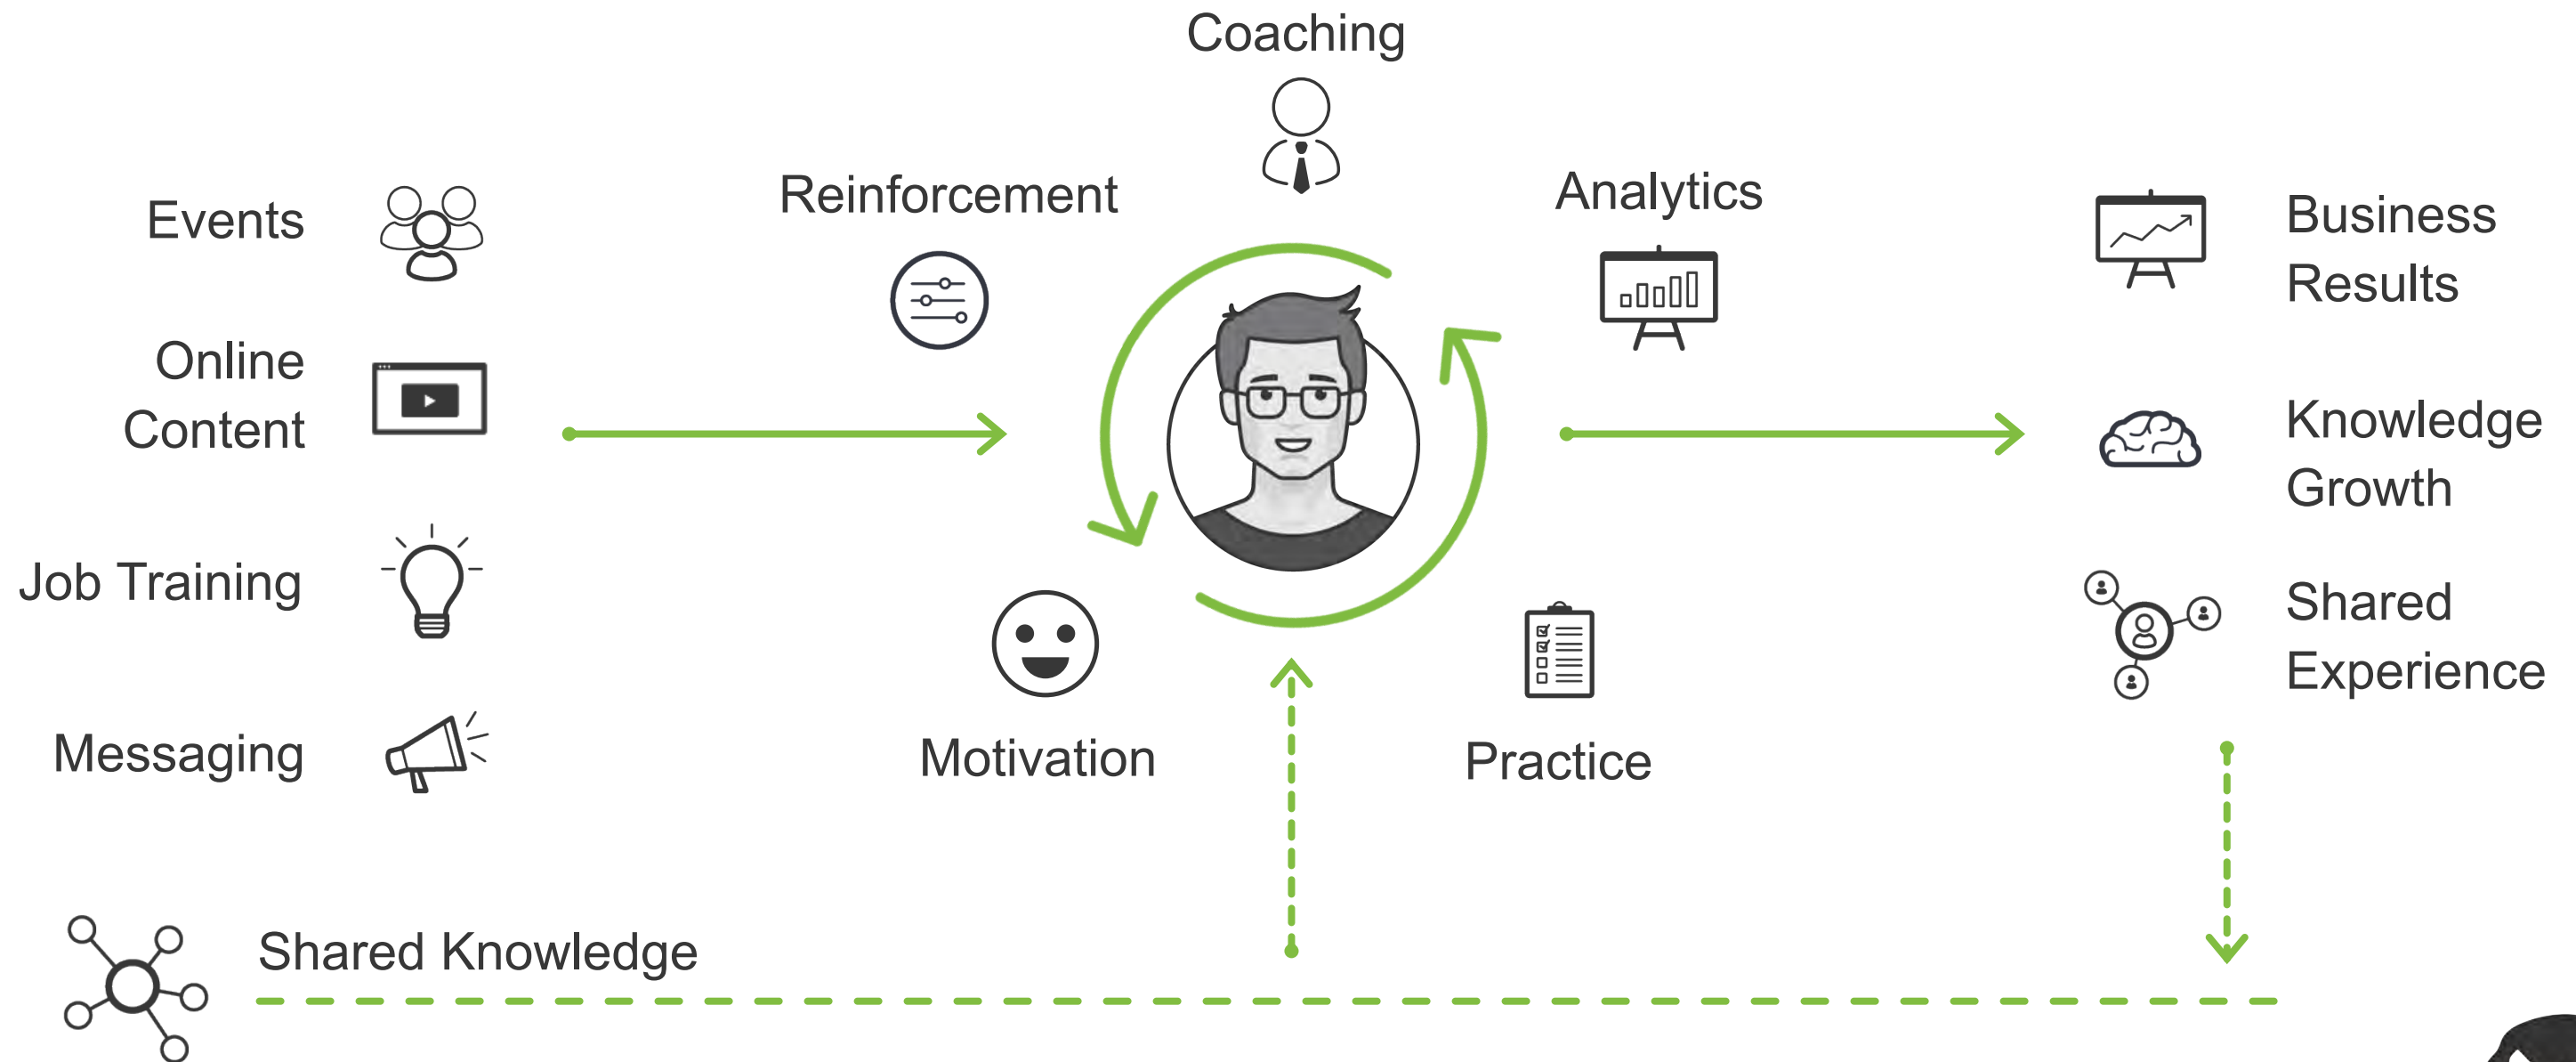 Coaching
Reinforcement
Analytics
Events
Online
Content
Job Training
Messaging
Motivation
Practice
Business
Results
Knowledge
Growth
Shared
Experience
Shared Knowledge